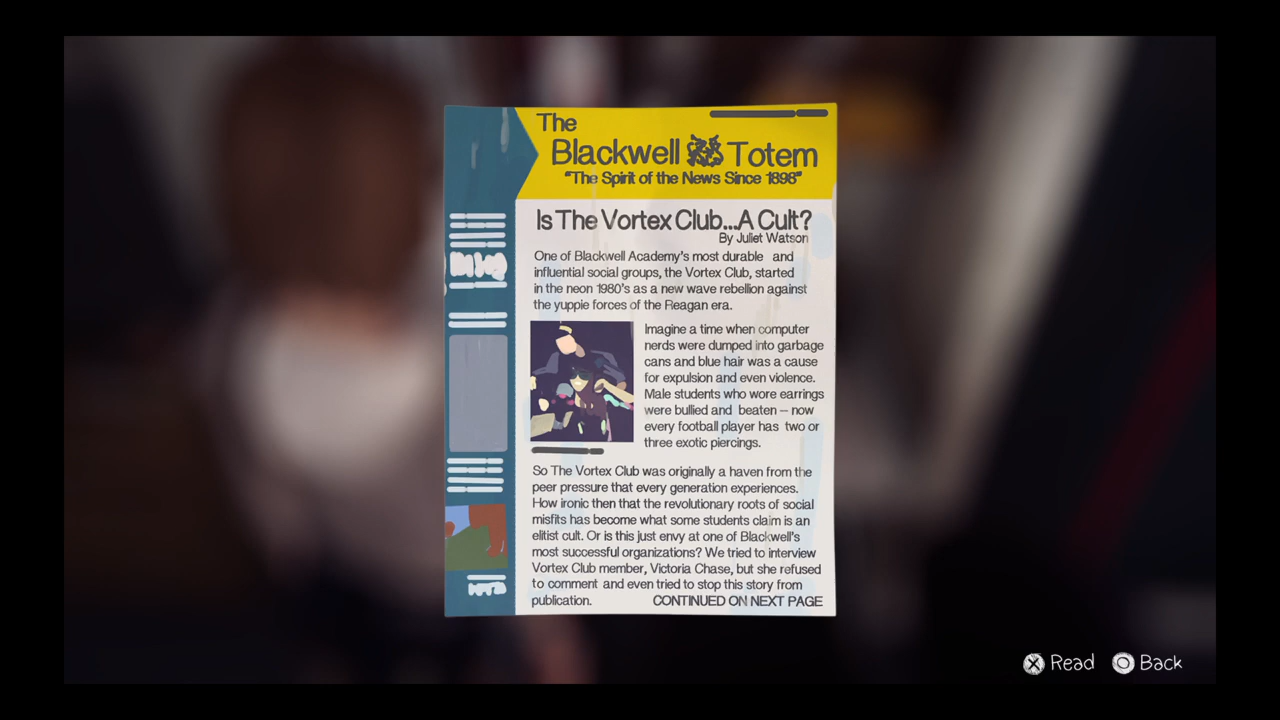 The
Blackwell Totem
"The Spirit of the News Since 1898"
Is The Vortex Club...A Cult?
By Juliet Watson
One of Blackwell Academy's most durable and
influential social groups, the Vortex Club, started
in the neon 1980's as a new wave rebellion against
the yuppie forces of the Reagan era.
Imagine a time when computer
nerds were dumped into garbage
cans and blue hair was a cause
for expulsion and even violence.
Male students who wore earrings
were bullied and beaten – now
every football player has two or
three exotic piercings.
So The Vortex Club was originally a haven from the
peer pressure that every generation experiences.
How ironic then that the revolutionary roots of social
misfits has become what some students claim is an
elitist cult. Or is this just envy at one of Blackwell's
most successful organizations? We tried to interview
Vortex Club member, Victoria Chase, but she refused
to comment and even tried to stop this story from
publication. CONTINUED ON NEXT PAGE
Read Back